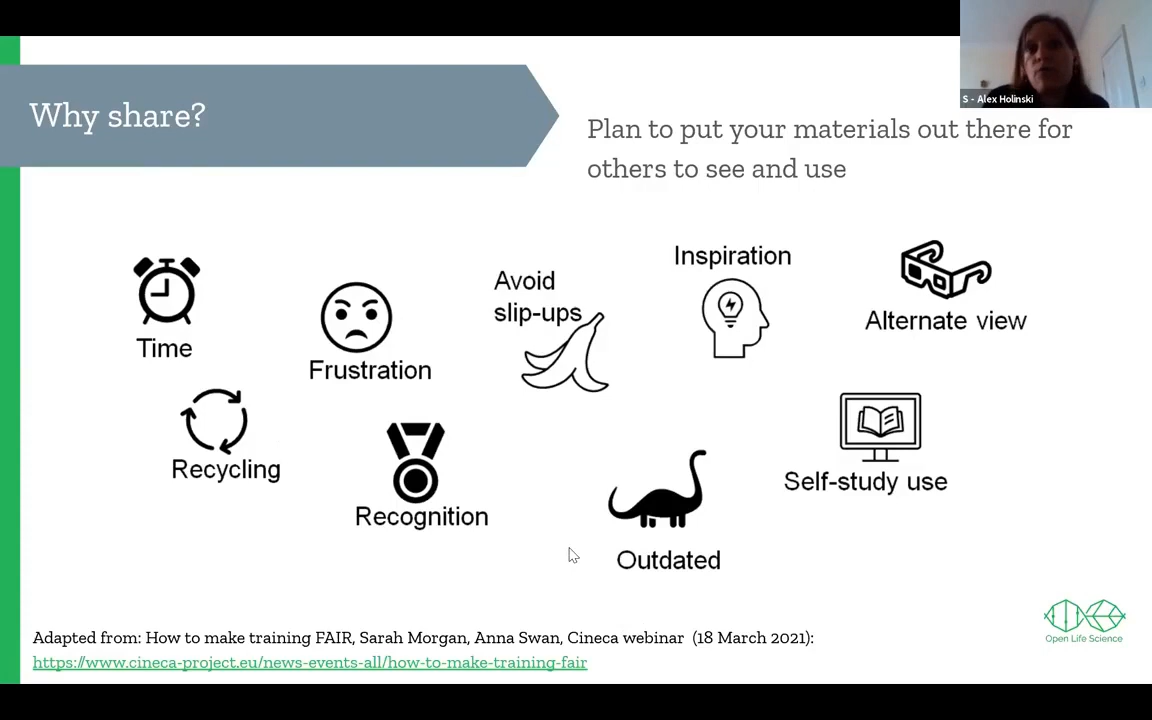 S - Alex Holinski
Why share?
Plan to put your materials out there for
others to see and use
Time
Frustration
Avoid
slip-ups
Inspiration
Alternate view
Recycling
Recognition
Outdated
Self-study use
Open Life Science
Adapted from: How to make training FAIR, Sarah Morgan, Anna Swan, Cineca webinar (18 March 2021):
https://www.cineca-project.eu/news-events-all/how-to-make-training-fair